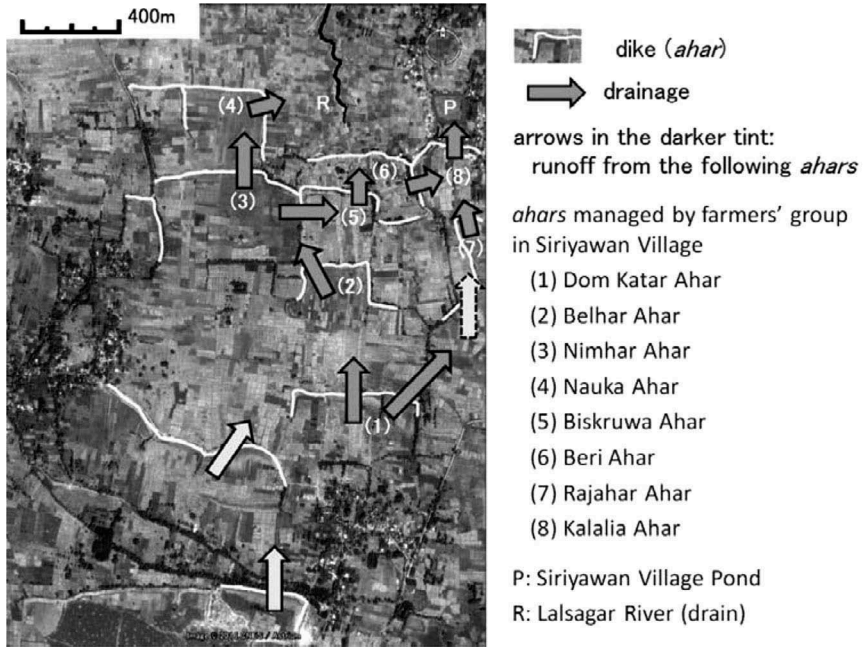 400m
N
(4)
R
P
(6)
(8)
(3)
(5)
(7)
(2)
(1)
dike (ahar)
drainage
arrows in the darker tint:
runoff from the following ahars
ahars managed by farmers' group
in Siriyawan Village
(1) Dom Katar Ahar
(2) Belhar Ahar
(3) Nimhar Ahar
(4) Nauka Ahar
(5) Biskruwa Ahar
(6) Beri Ahar
(7) Rajahar Ahar
(8) Kalalia Ahar
P: Siriyawan Village Pond
R: Lalsagar River (drain)